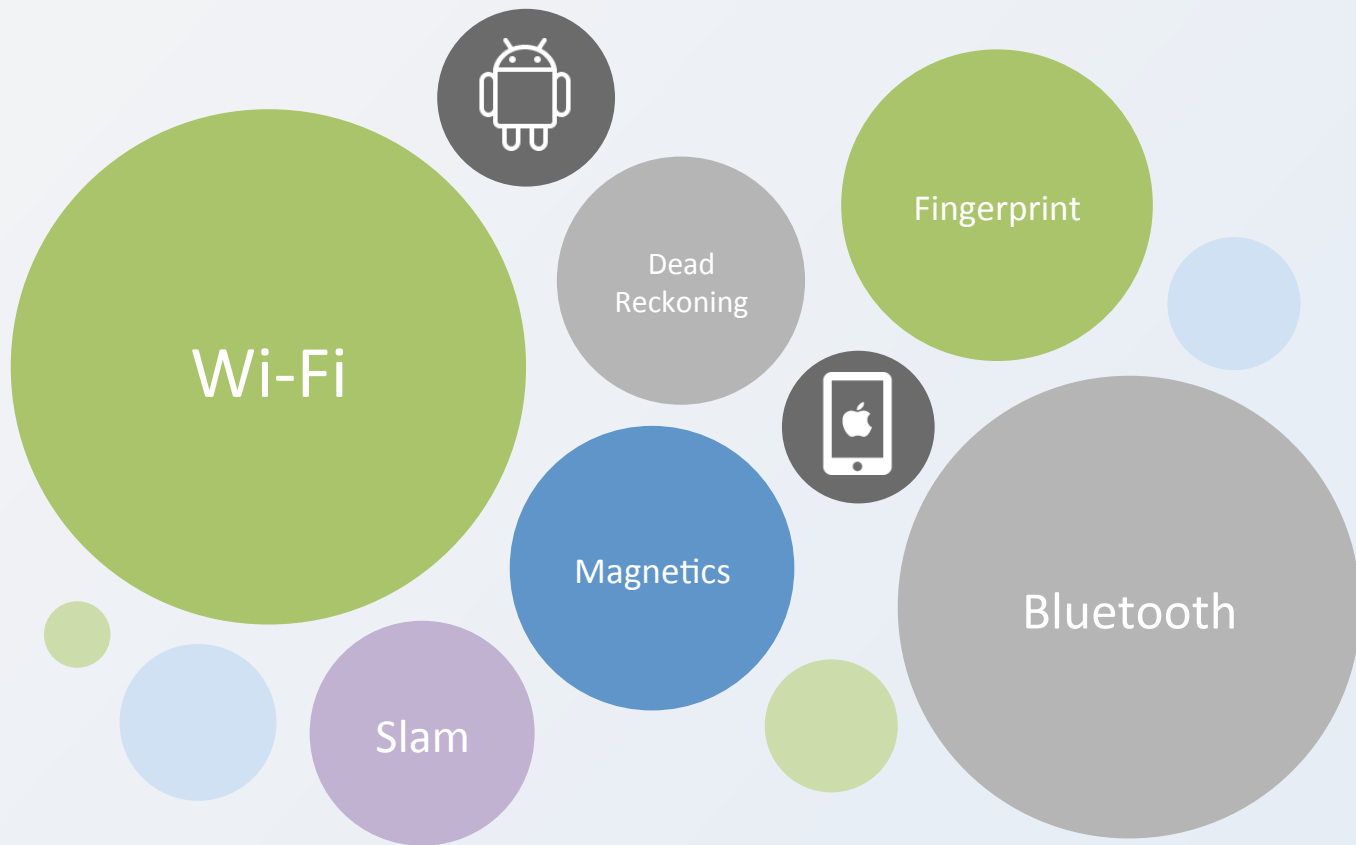 Fingerprint
Dead
Reckoning
Wi-Fi
Magnetics
Bluetooth
Slam